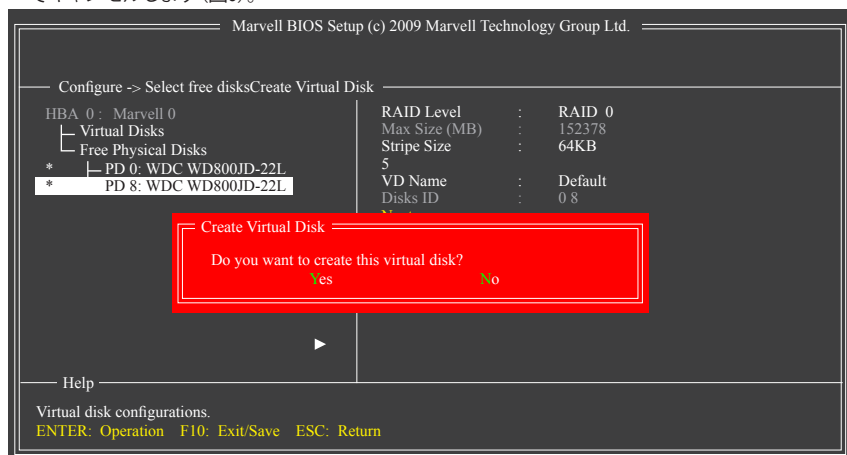 Marvell BIOS Setup (c) 2009 Marvell Technology Group Ltd.
Configure -> Select free disksCreate Virtual Disk
HBA 0 : Marvell 0
Virtual Disks
Free Physical Disks
* PD 0: WDC WD800JD-22L
* PD 8: WDC WD800JD-22L
RAID Level : RAID 0
Max Size (MB) : 152378
Stripe Size : 64KB
5
VD Name : Default
Disks ID : 0 8
Create Virtual Disk
Do you want to create this virtual disk?
Yes No
Help
Virtual disk configurations.
ENTER: Operation F10: Exit/Save ESC: Return